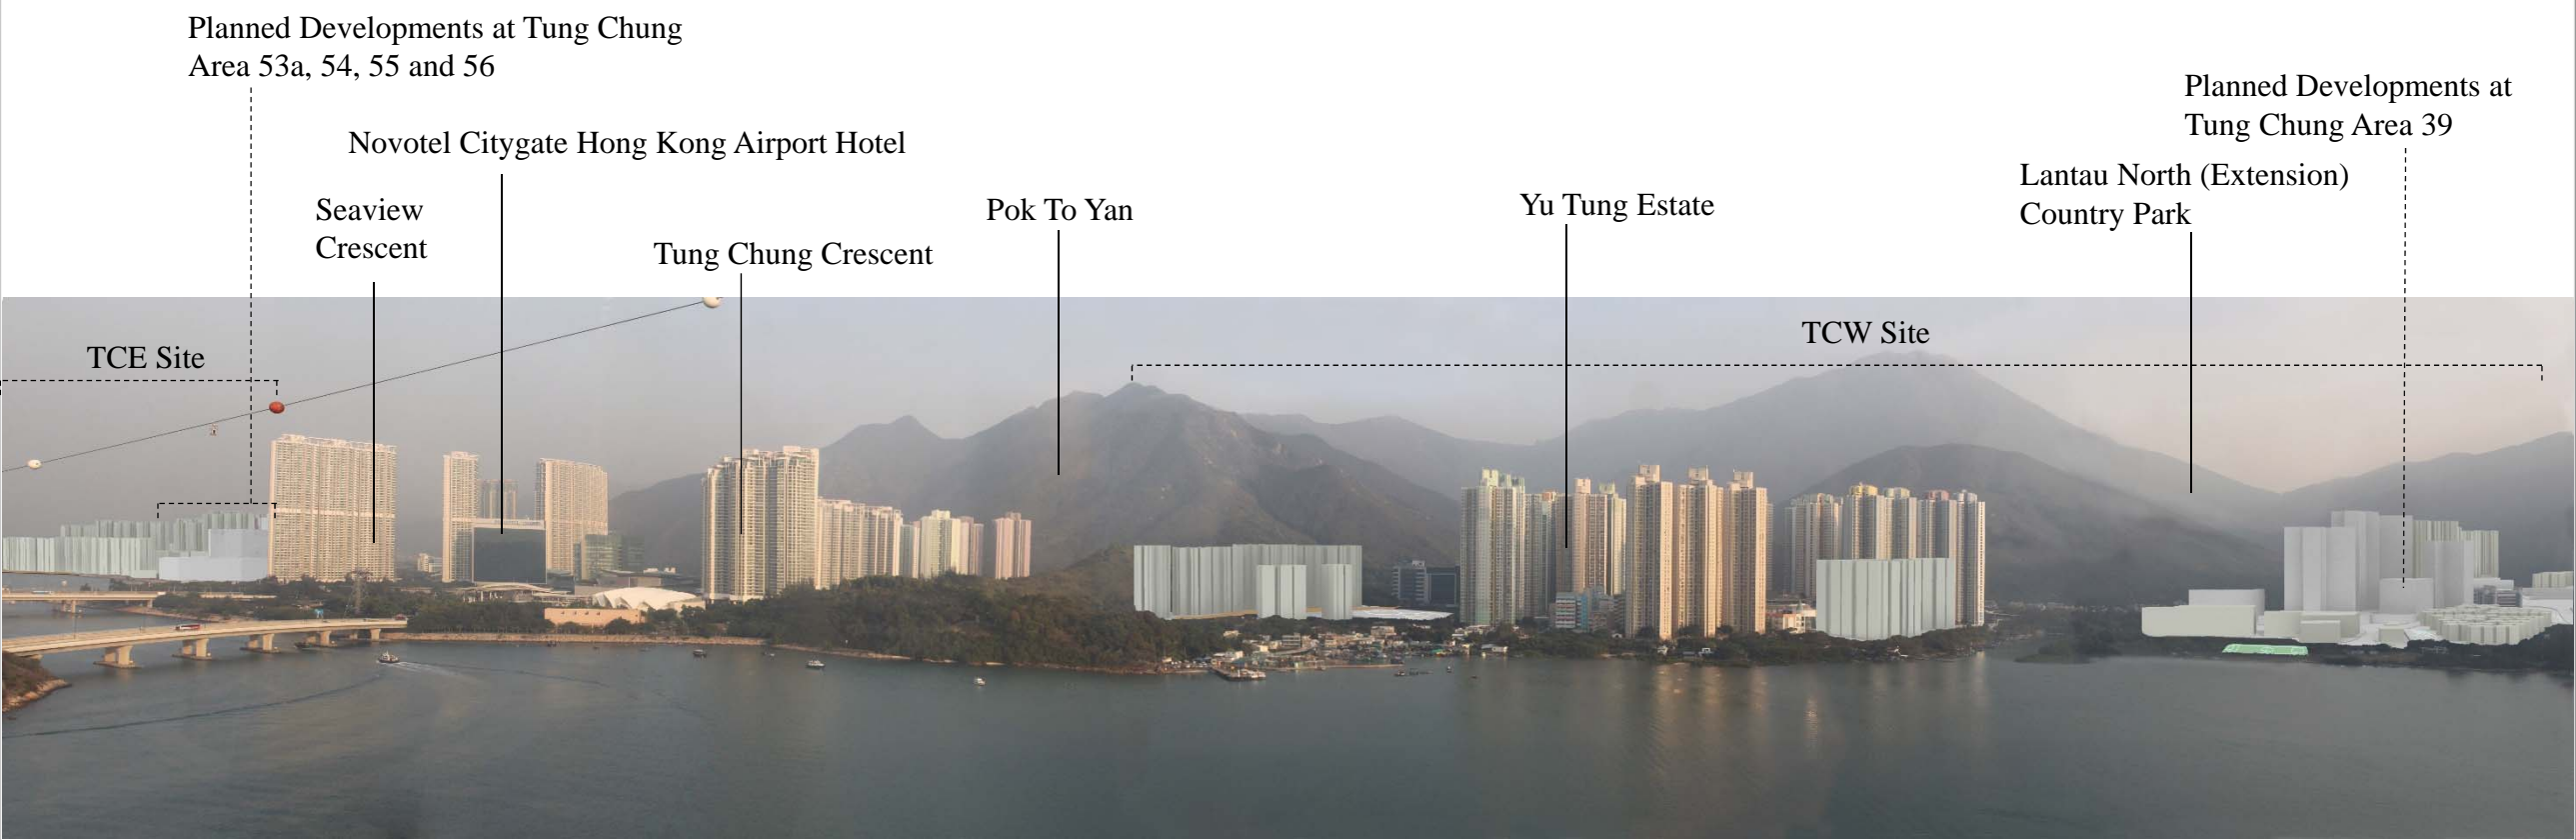 Planned Developments at Tung Chung
Area 53a, 54, 55 and 56
Planned Developments at
Tung Chung Area 39
Novotel Citygate Hong Kong Airport Hotel
Lantau North (Extension)
Country Park
Seaview
Crescent
Pok To Yan
Yu Tung Estate
Tung Chung Crescent
TCW Site
TCE Site